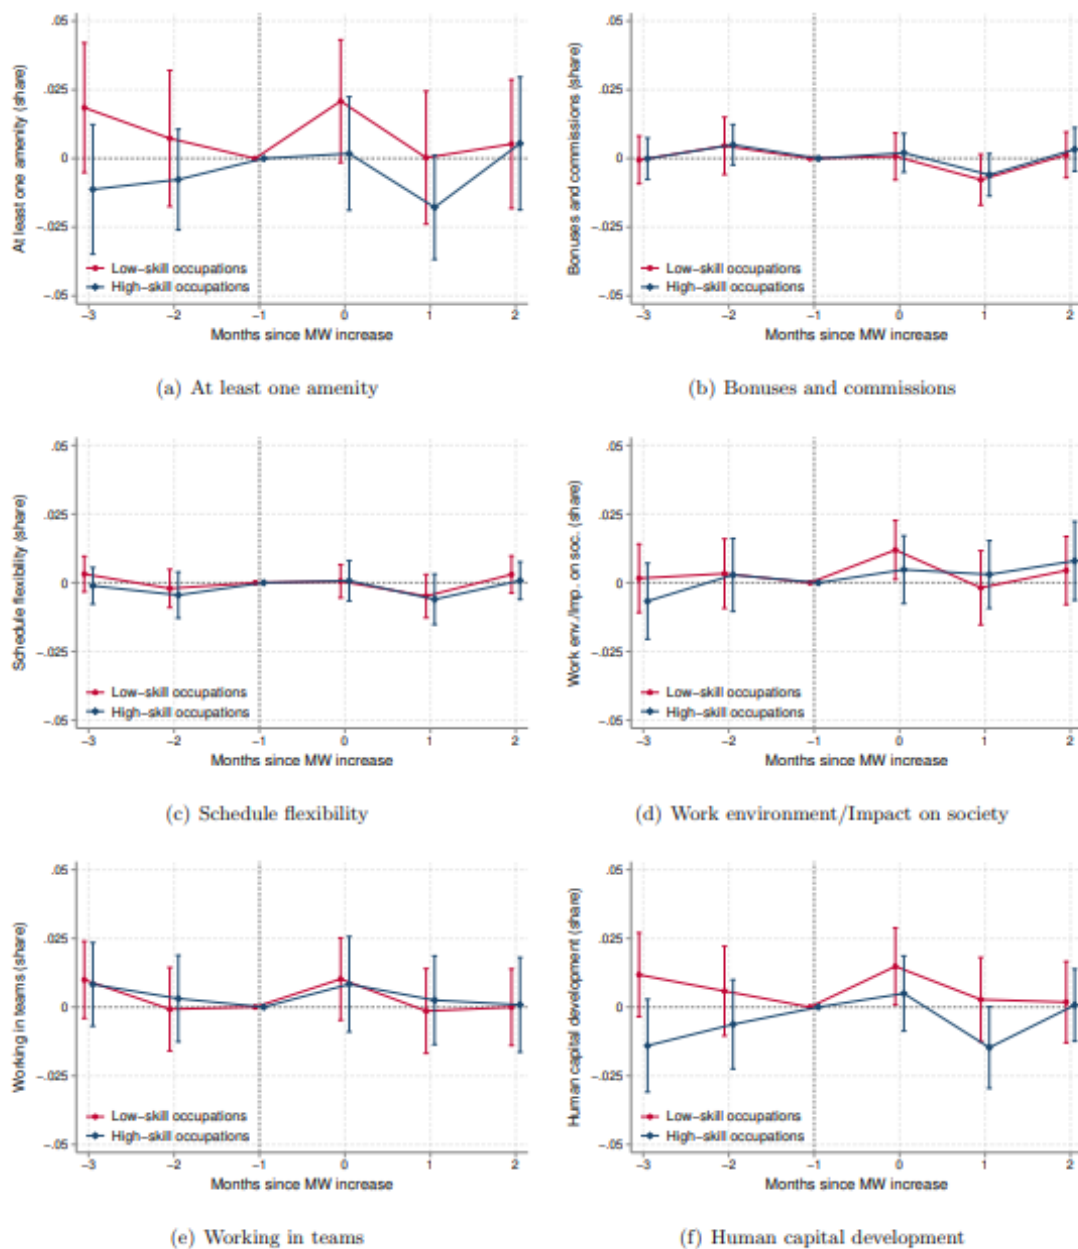 At least one amenity (share)
.05
.025
0
-.025
-.05
Low-skill occupations
High-skill occupations
-3 -2 -1 0 1 2
Months since MW increase
(a) At least one amenity
Bonuses and commissions (share)
.05
.025
0
-.025
-.05
Low-skill occupations
High-skill occupations
-3 -2 -1 0 1 2
Months since MW increase
(b) Bonuses and commissions
Schedule flexibility (share)
.05
.025
0
-.025
-.05
Low-skill occupations
High-skill occupations
-3 -2 -1 0 1 2
Months since MW increase
(c) Schedule flexibility
Work env./Imp. on soc. (share)
.05
.025
0
-.025
-.05
Low-skill occupations
High-skill occupations
-3 -2 -1 0 1 2
Months since MW increase
(d) Work environment/Impact on society
Working in teams (share)
.05
.025
0
-.025
-.05
Low-skill occupations
High-skill occupations
-3 -2 -1 0 1 2
Months since MW increase
(e) Working in teams
Human capital development (share)
.05
.025
0
-.025
-.05
Low-skill occupations
High-skill occupations
-3 -2 -1 0 1 2
Months since MW increase
(f) Human capital development